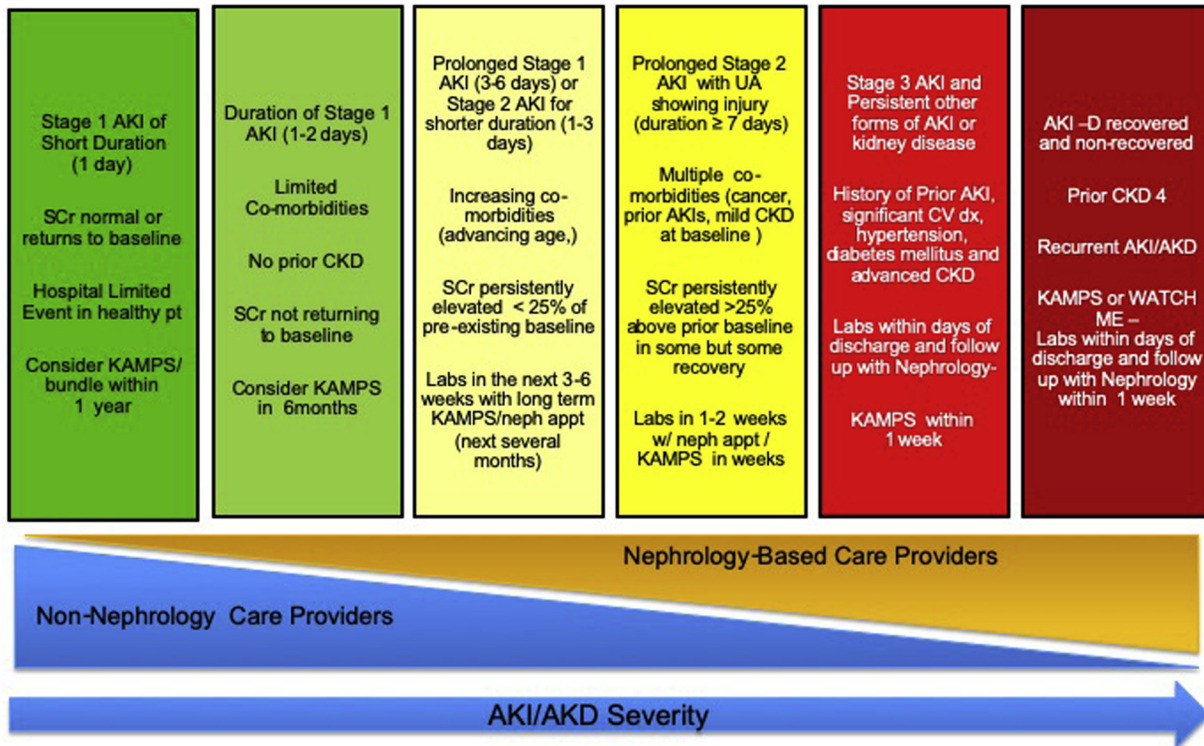 Stage 1 AKI of
Short Duration
(1 day)
SCr normal or
returns to baseline
Hospital Limited
Event in healthy pt
Consider KAMPS/
bundle within
1 year
Duration of Stage 1
AKI (1-2 days)
Limited
Co-morbidities
No prior CKD
SCr not returning
to baseline
Consider KAMPS
in 6months
Prolonged Stage 1
AKI (3-6 days) or
Stage 2 AKI for
shorter duration (1-3
days)
Increasing co-
morbidities
(advancing age,)
SCr persistently
elevated < 25% of
pre-existing baseline
Labs in the next 3-6
weeks with long term
KAMPS/neph appt
(next several
months)
Prolonged Stage 2
AKI with UA
showing injury
(duration ≥ 7 days)
Multiple co-
morbidities (cancer,
prior AKIs, mild CKD
at baseline )
SCr persistently
elevated >25%
above prior baseline
in some but some
recovery
Labs in 1-2 weeks
w/ neph appt /
KAMPS in weeks
Stage 3 AKI and
Persistent other
forms of AKI or
kidney disease
History of Prior AKI,
significant CV dx,
hypertension,
diabetes mellitus and
advanced CKD
Labs within days of
discharge and follow
up with Nephrology-
KAMPS within
1 week
AKI –D recovered
and non-recovered
Prior CKD 4
Recurrent AKI/AKD
KAMPS or WATCH
ME –
Labs within days of
discharge and follow
up with Nephrology
within 1 week
Nephrology-Based Care Providers
Non-Nephrology Care Providers
AKI/AKD Severity